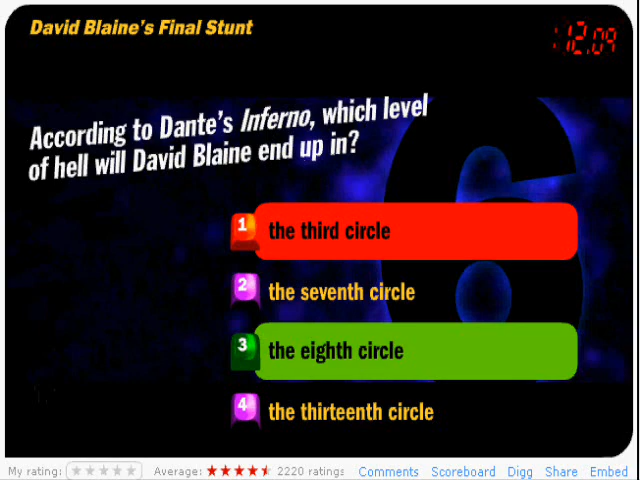 David Blaine's Final Stunt
:12.09
According to Dante's Inferno, which level
of hell will David Blaine end up in?
1 the third circle
2 the seventh circle
3 the eighth circle
4 the thirteenth circle
My rating: Average: 2220 ratings Comments Scoreboard Digg Share Embed